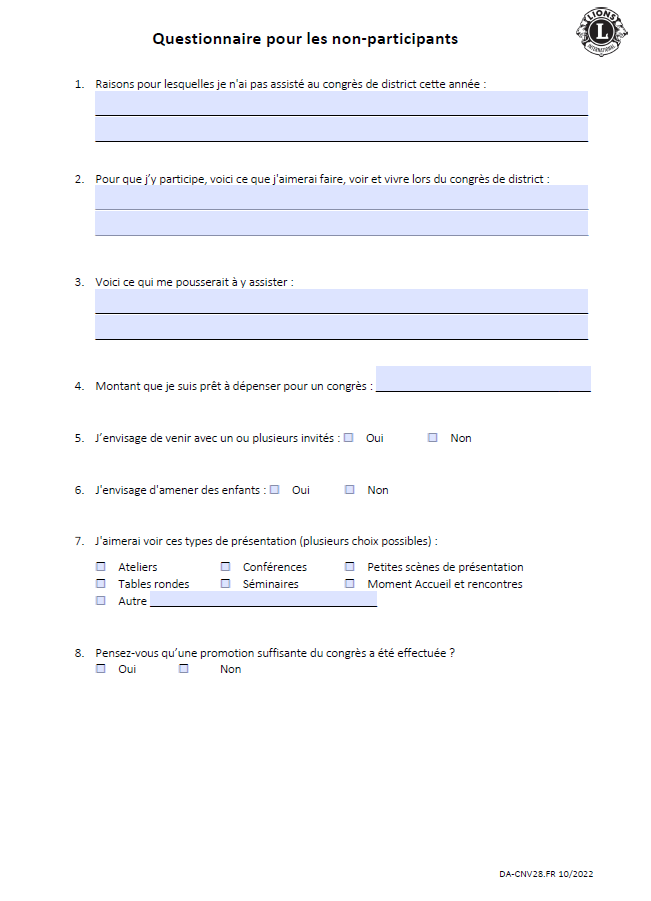 Questionnaire pour les non-participants
LIONS
L
INTERNATIONAL
1. Raisons pour lesquelles je n'ai pas assisté au congrès de district cette année :
2. Pour que j’y participe, voici ce que j'aimerai faire, voir et vivre lors du congrès de district :
3. Voici ce qui me pousserait à y assister :
4. Montant que je suis prêt à dépenser pour un congrès :
5. J’envisage de venir avec un ou plusieurs invités : Oui Non
6. J'envisage d'amener des enfants : Oui Non
7. J'aimerai voir ces types de présentation (plusieurs choix possibles) :
Ateliers Conférences Petites scènes de présentation
Tables rondes Séminaires Moment Accueil et rencontres
Autre
8. Pensez-vous qu’une promotion suffisante du congrès a été effectuée ?
Oui Non
DA-CNV28.FR 10/2022